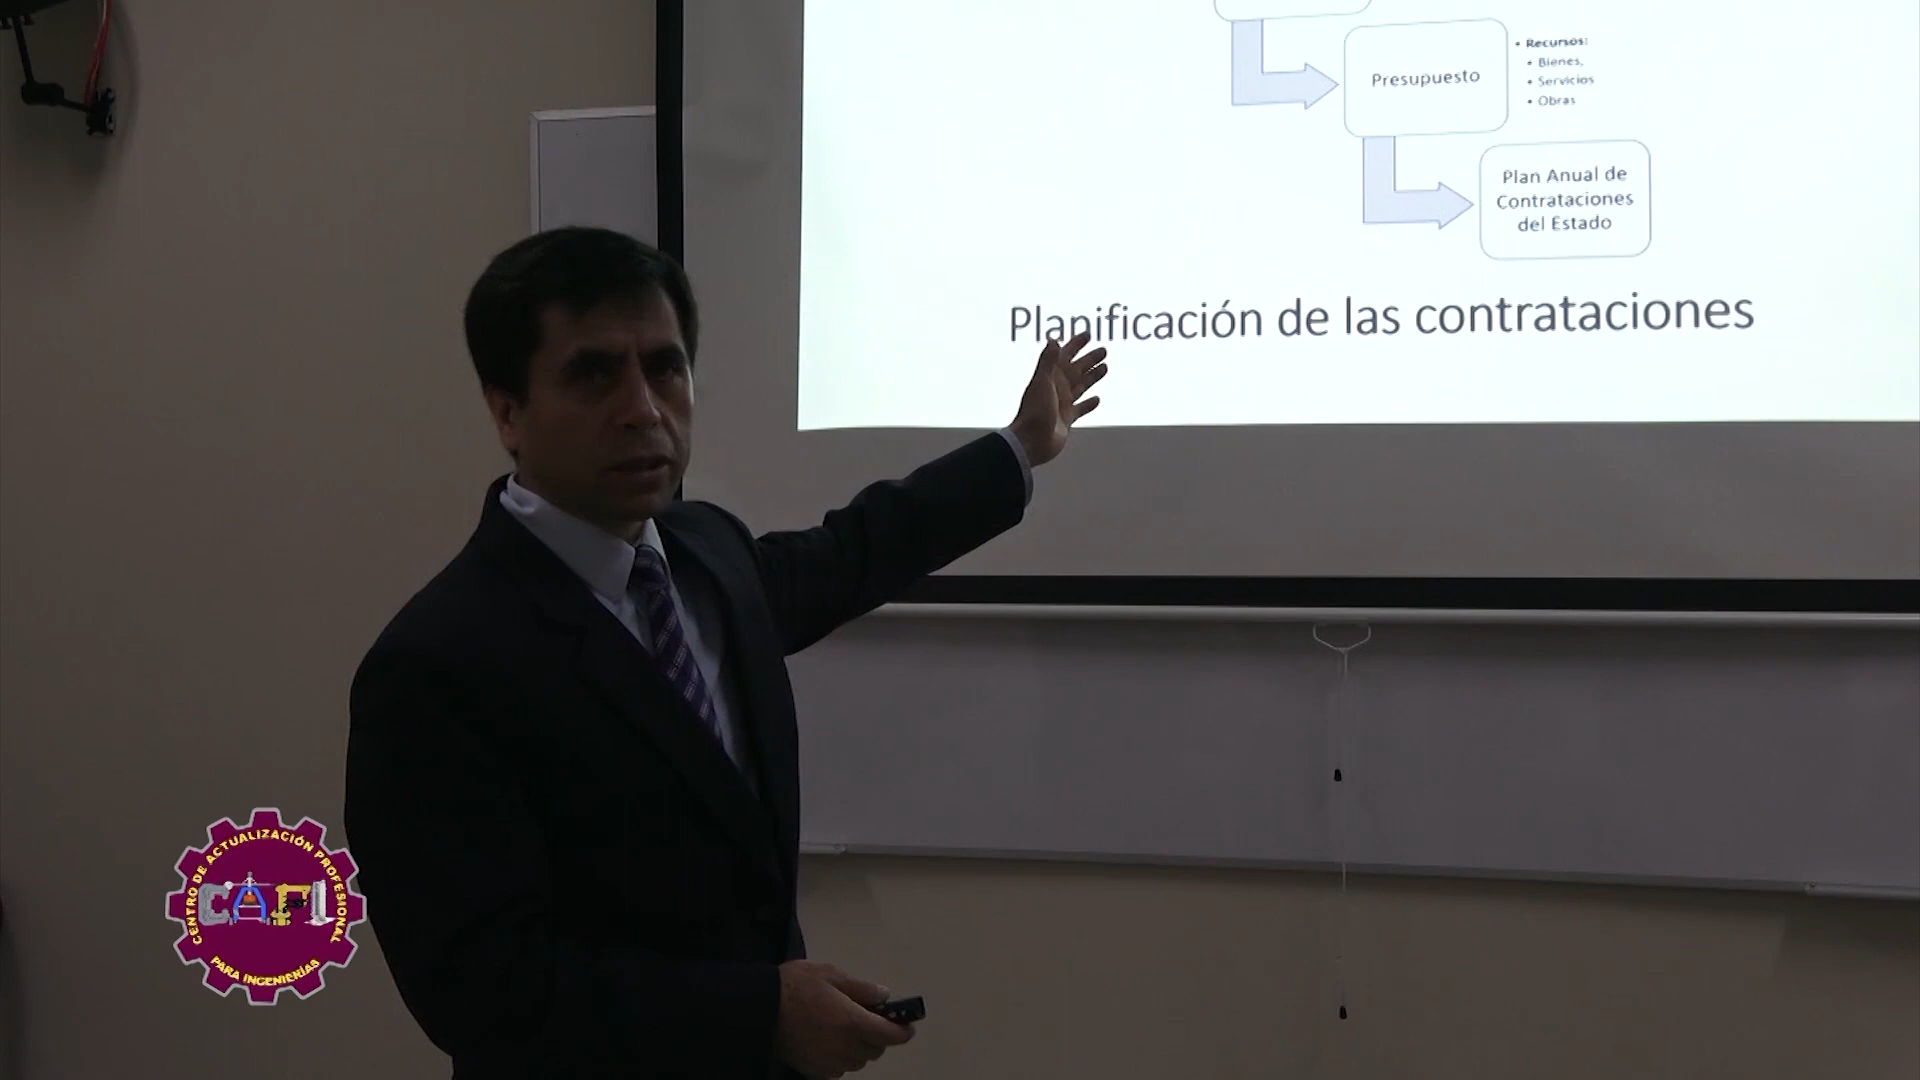 Presupuesto
• Recursos:
• Bienes,
• Servicios
• Obras
Plan Anual de
Contrataciones
del Estado
Planificación de las contrataciones
CENTRO DE ACTUALIZACIÓN PROFESIONAL
CAPI
PARA INGENIERÍAS